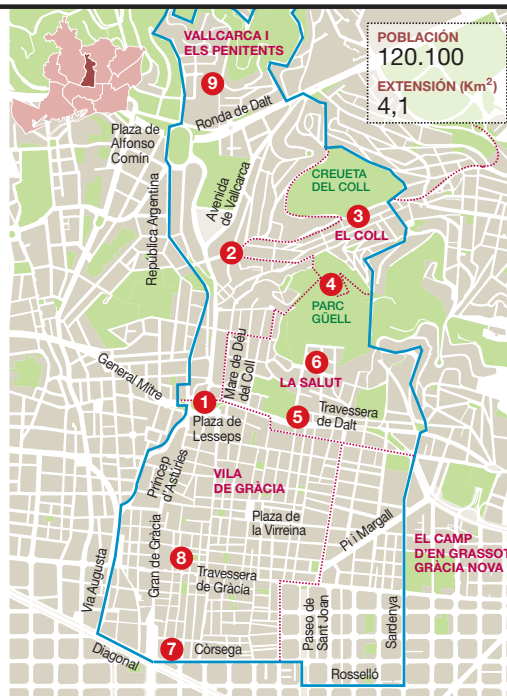 VALLCARCA I
ELS PENITENTS
POBLACIÓN
120.100
EXTENSIÓN (Km²)
4,1
9
Ronda de Dalt
Plaza de
Alfonso
Comín
CREUETA
DEL COLL
Avenida
de Vallcarca
República Argentina
3
EL COLL
2
4
PARC
GÜELL
Mare de Déu
del Coll
6
LA SALUT
General Mitre
1
Plaza de
Lesseps
5
Travessera
de Dalt
Príncep
d'Astúries
VILA
DE GRÀCIA
Plaza de
la Virreina
Pi i Margall
EL CAMP
D'EN GRASSOT
GRÀCIA NOVA
Gran de Gràcia
8
Travessera
de Gràcia
Via Augusta
Paseo de
Sant Joan
Sardenya
7
Còrsega
Diagonal
Rosselló